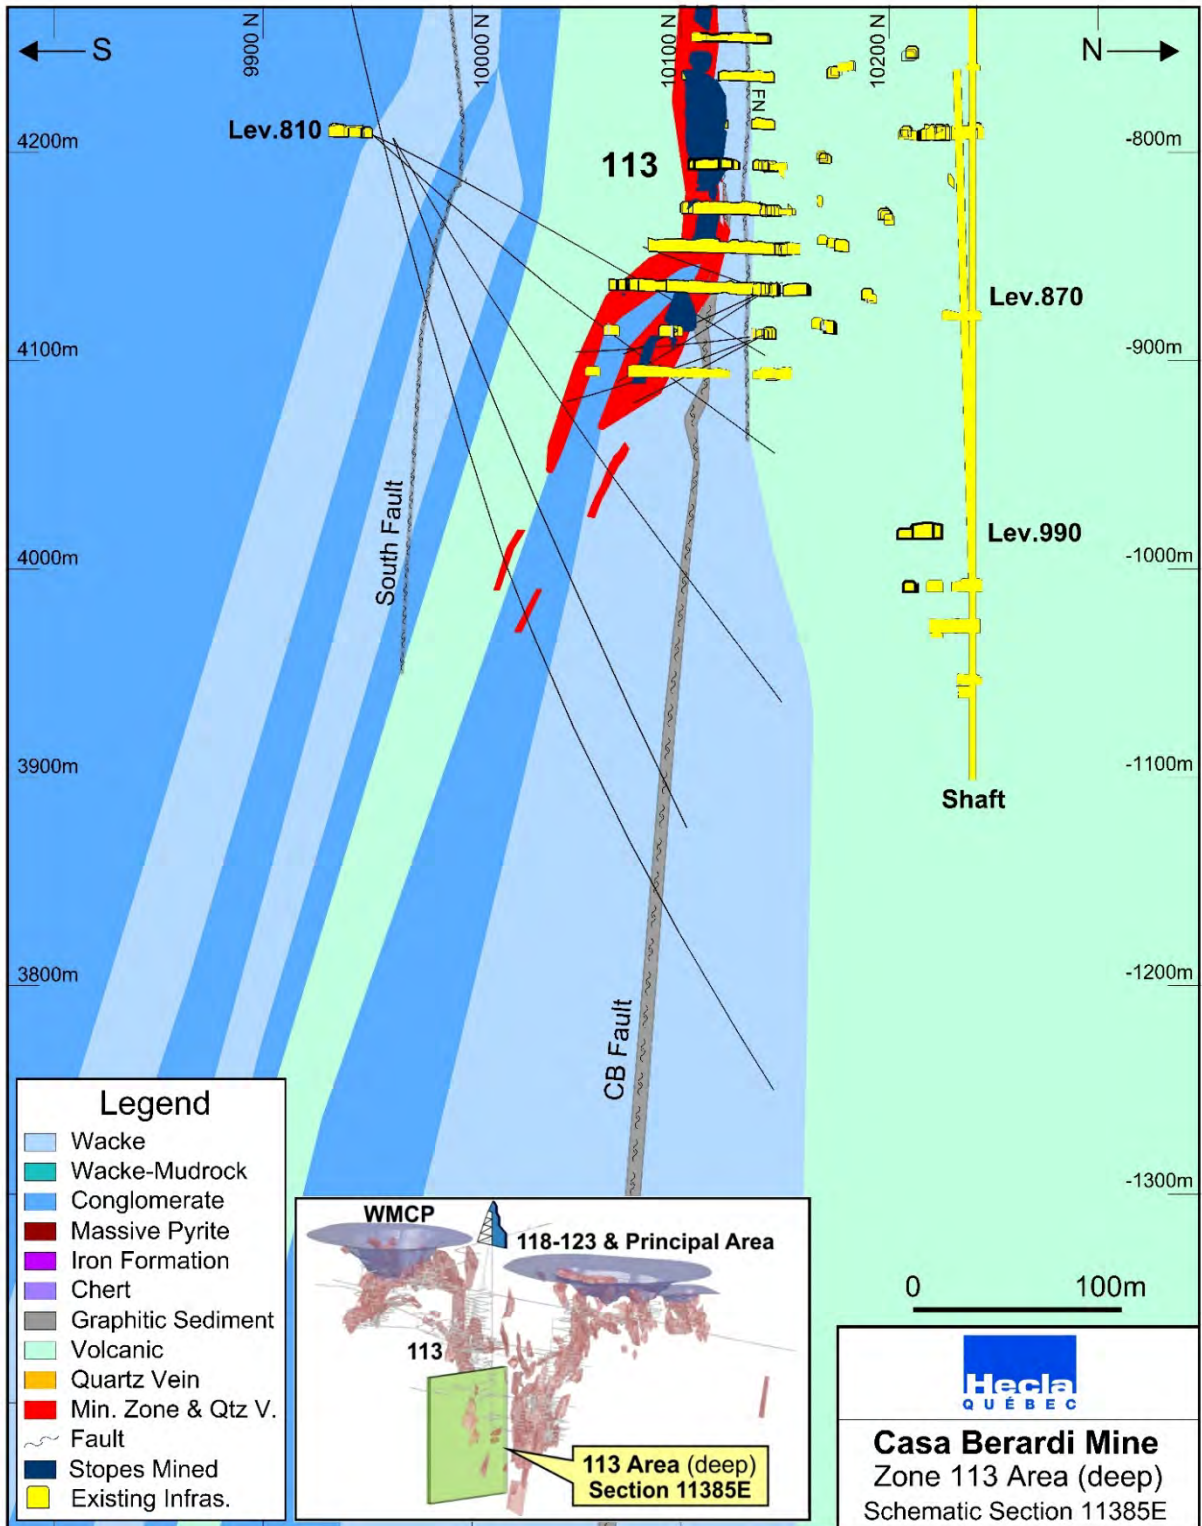 S
9900 N
10000 N
10100 N
10200 N
N
FN
Lev.810
4200m
-800m
113
Lev.870
4100m
-900m
South Fault
Lev.990
4000m
-1000m
3900m
-1100m
Shaft
3800m
-1200m
CB Fault
-1300m
Legend
Wacke
Wacke-Mudrock
Conglomerate
Massive Pyrite
Iron Formation
Chert
Graphitic Sediment
Volcanic
Quartz Vein
Min. Zone & Qtz V.
Fault
Stopes Mined
Existing Infras.
WMCP
118-123 & Principal Area
113
113 Area (deep)
Section 11385E
0 100m
Hecla
QUÉBEC
Casa Berardi Mine
Zone 113 Area (deep)
Schematic Section 11385E